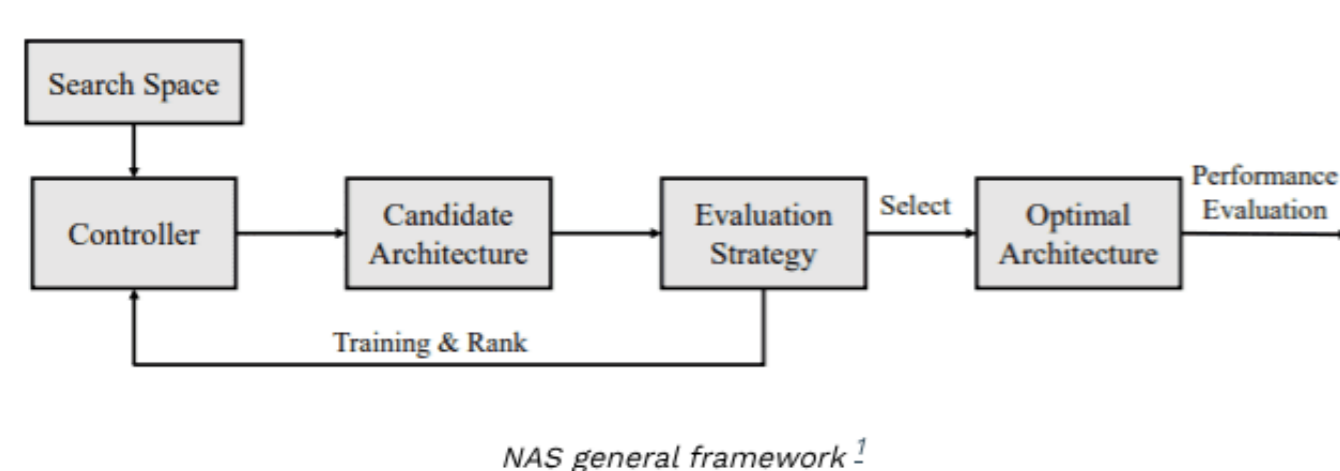 Search Space
Controller
Candidate
Architecture
Evaluation
Strategy
Select
Optimal
Architecture
Performance
Evaluation
Training & Rank
NAS general framework 1